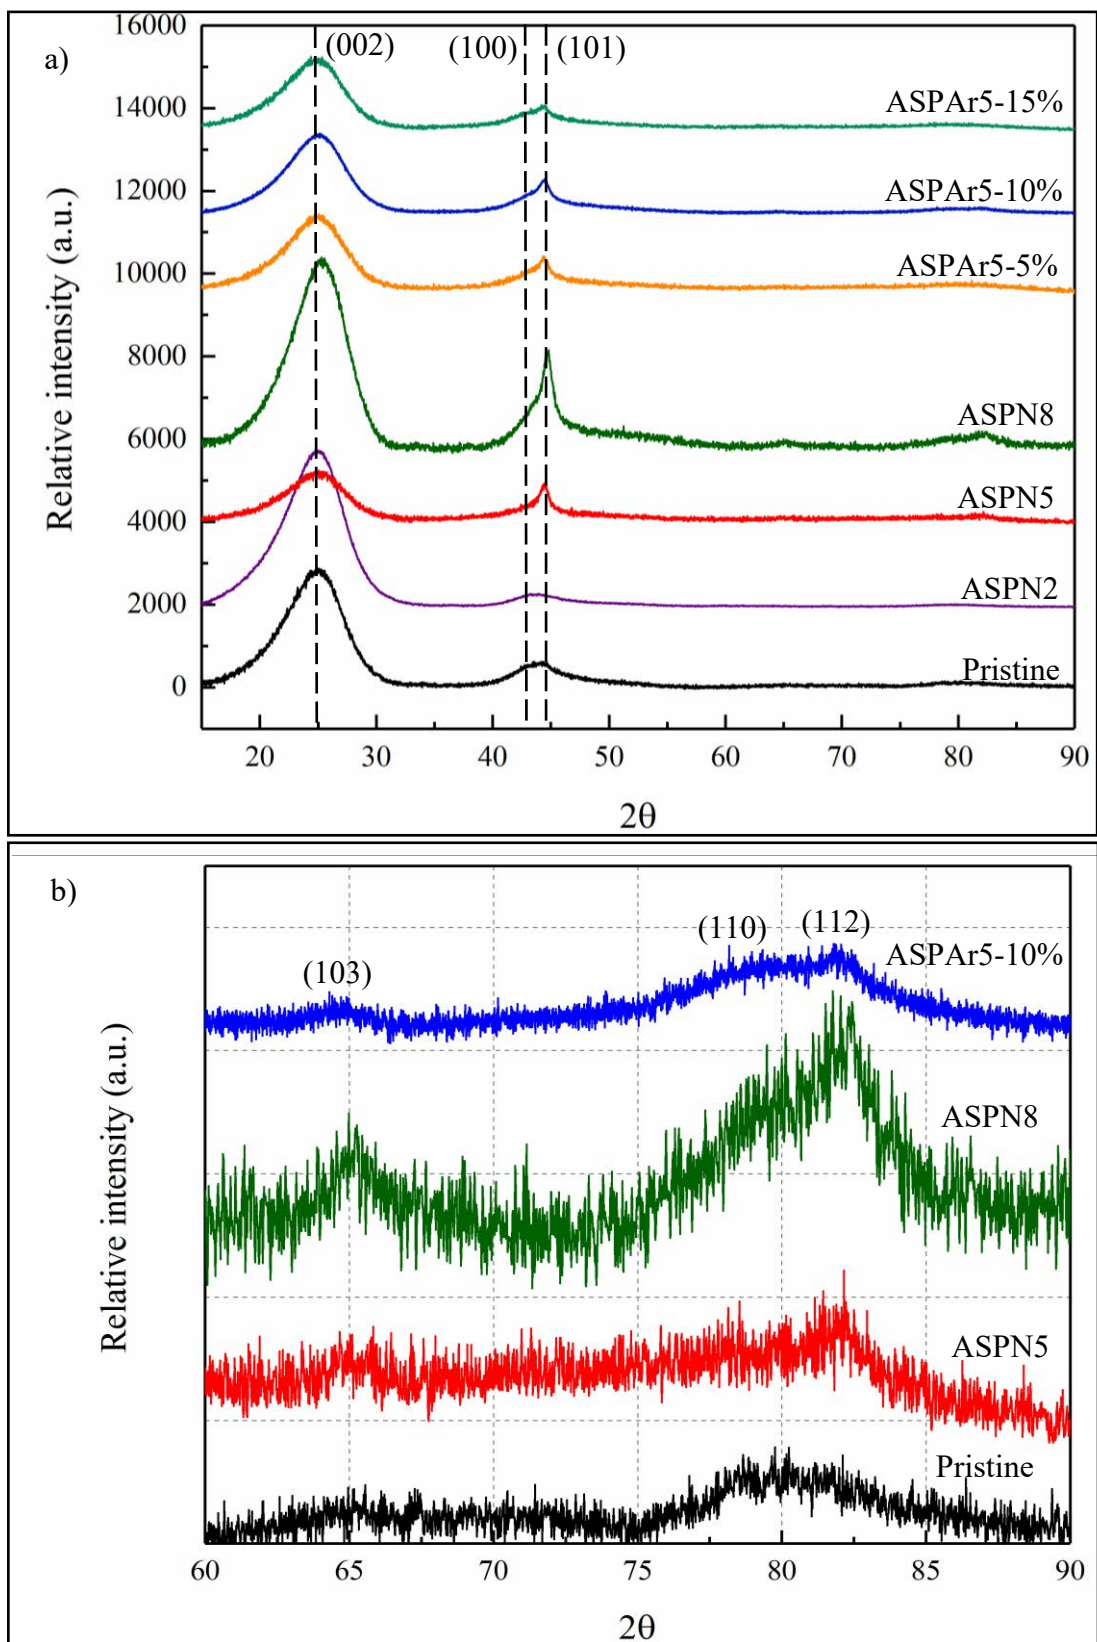 a)
16000
14000
12000
10000
8000
6000
4000
2000
0
Relative intensity (a.u.)
(002) (100) (101)
ASPAr5-15%
ASPAr5-10%
ASPAr5-5%
ASPN8
ASPN5
ASPN2
Pristine
20 30 40 50 60 70 80 90
2θ
b)
Relative intensity (a.u.)
(103) (110) (112)
ASPAr5-10%
ASPN8
ASPN5
Pristine
60 65 70 75 80 85 90
2θ